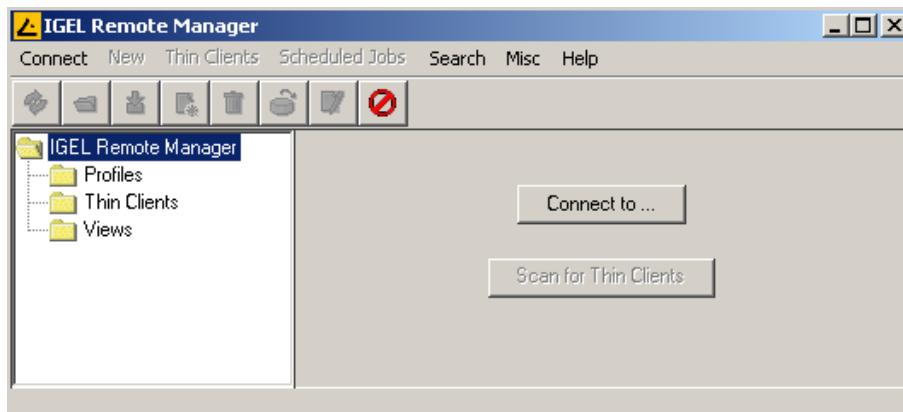 IGEL Remote Manager
Connect New Thin Clients Scheduled Jobs Search Misc Help
IGEL Remote Manager
Profiles
Thin Clients
Views
Connect to ...
Scan for Thin Clients